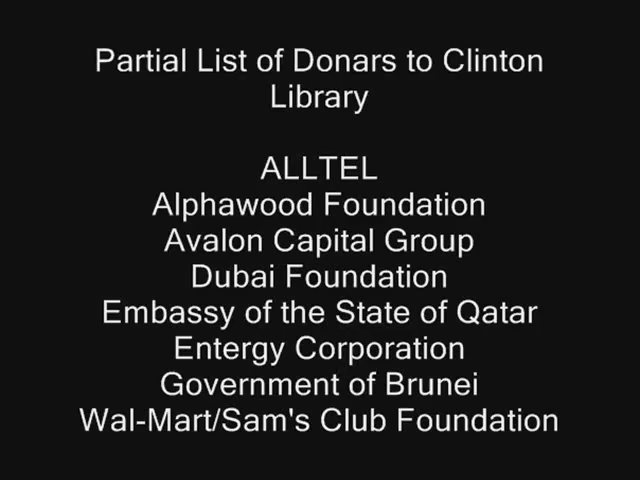 Partial List of Donars to Clinton
Library
ALLTEL
Alphawood Foundation
Avalon Capital Group
Dubai Foundation
Embassy of the State of Qatar
Entergy Corporation
Government of Brunei
Wal-Mart/Sam's Club Foundation